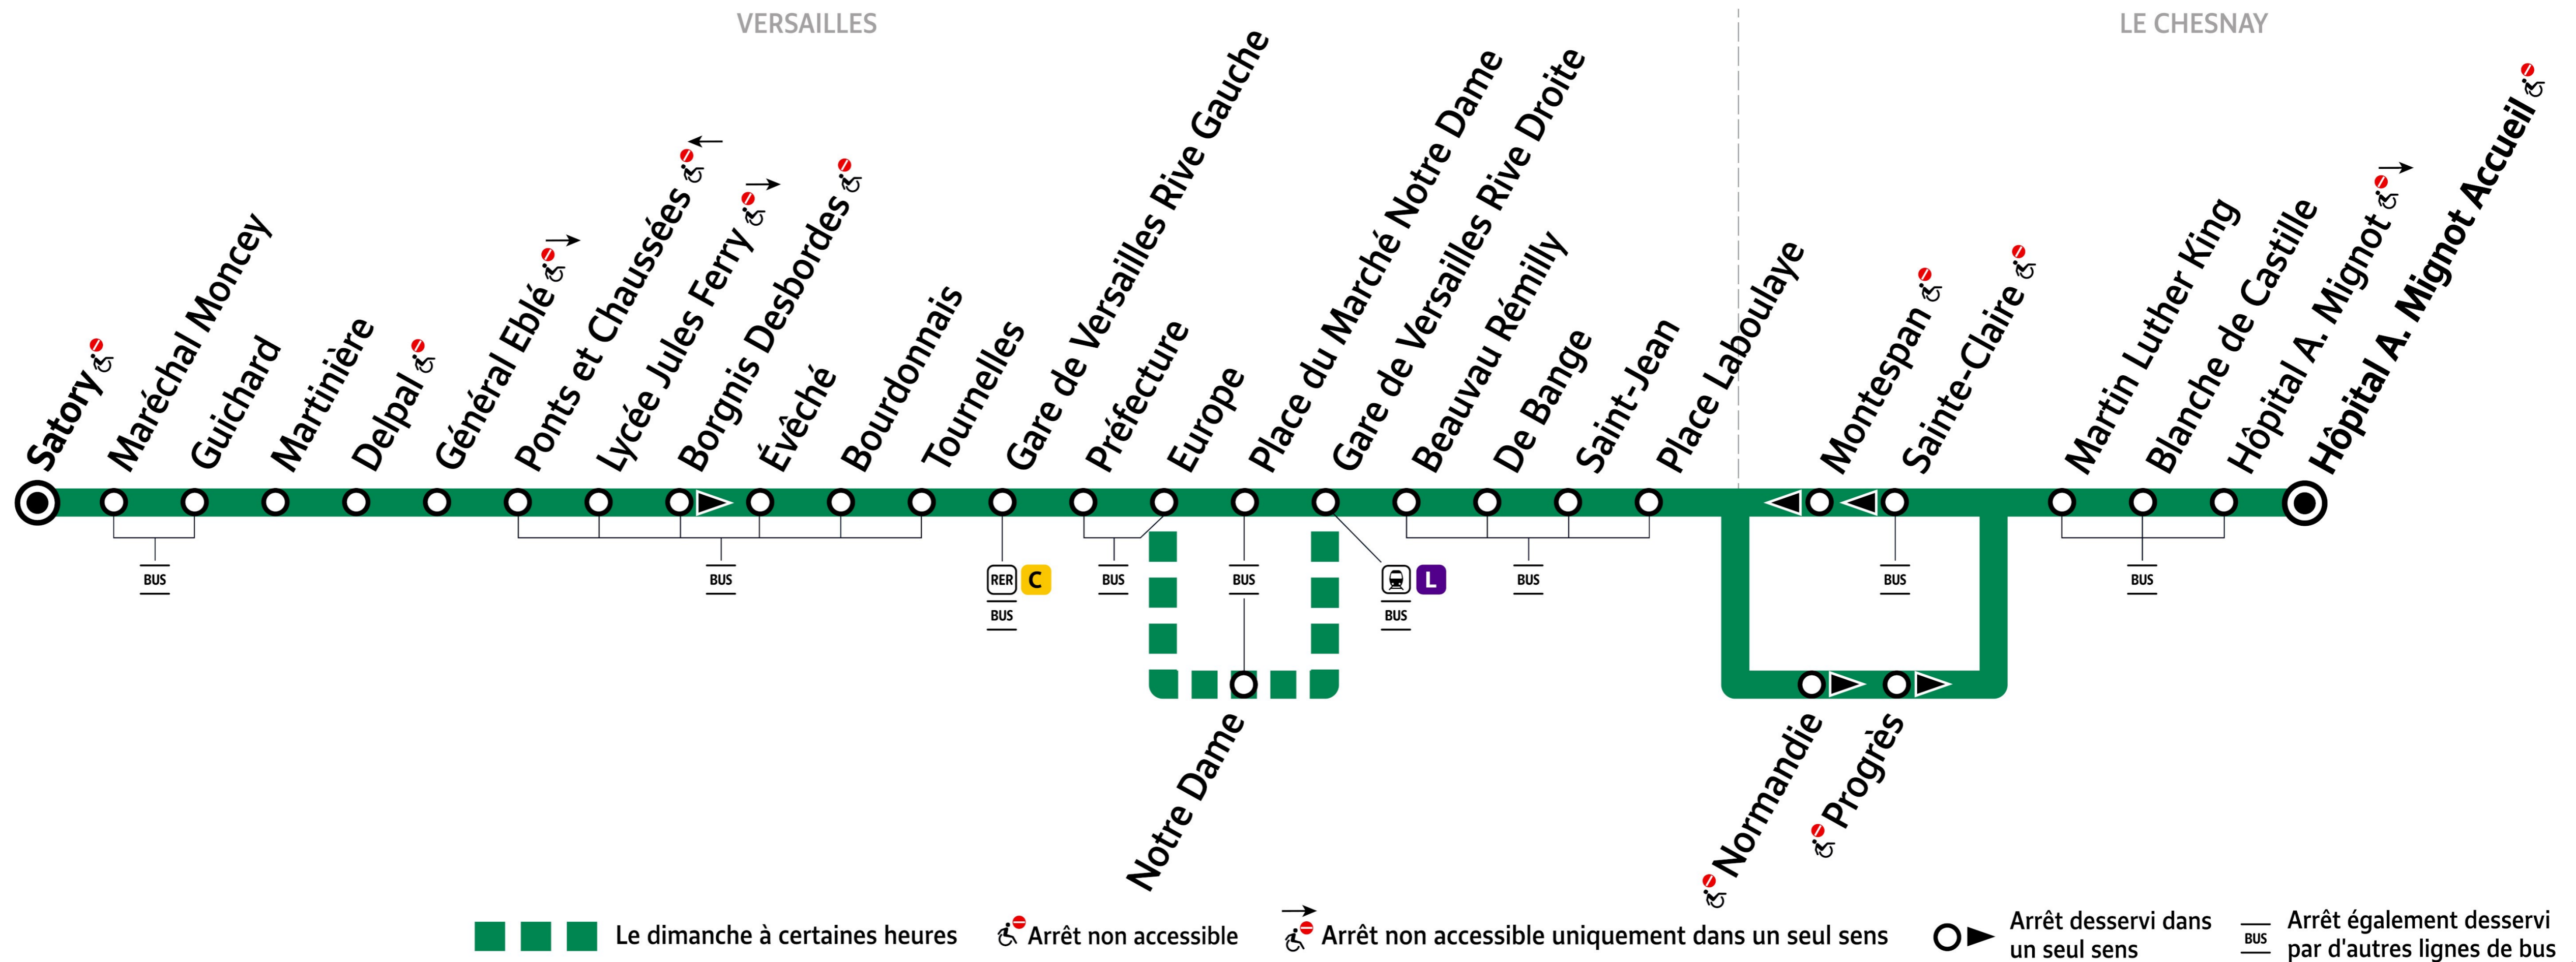 VERSAILLES
LE CHESNAY
Satory
Maréchal Moncey
Guichard
Martinière
Delpal
Général Eblé
Ponts et Chaussées
Lycée Jules Ferry
Borgnis Desbordes
Évêché
Bourdonnais
Tournelles
Gare de Versailles Rive Gauche
Préfecture
Europe
Place du Marché Notre Dame
Gare de Versailles Rive Droite
Beauvau Rémilly
De Bange
Saint-Jean
Place Laboulaye
Montespan
Sainte-Claire
Martin Luther King
Blanche de Castille
Hôpital A. Mignot
Hôpital A. Mignot Accueil
BUS
BUS
RER C
BUS
BUS
BUS
L
BUS
BUS
BUS
BUS
Notre Dame
Normandie
Progrès
Le dimanche à certaines heures
Arrêt non accessible
Arrêt non accessible uniquement dans un seul sens
Arrêt desservi dans
un seul sens
BUS
Arrêt également desservi
par d'autres lignes de bus